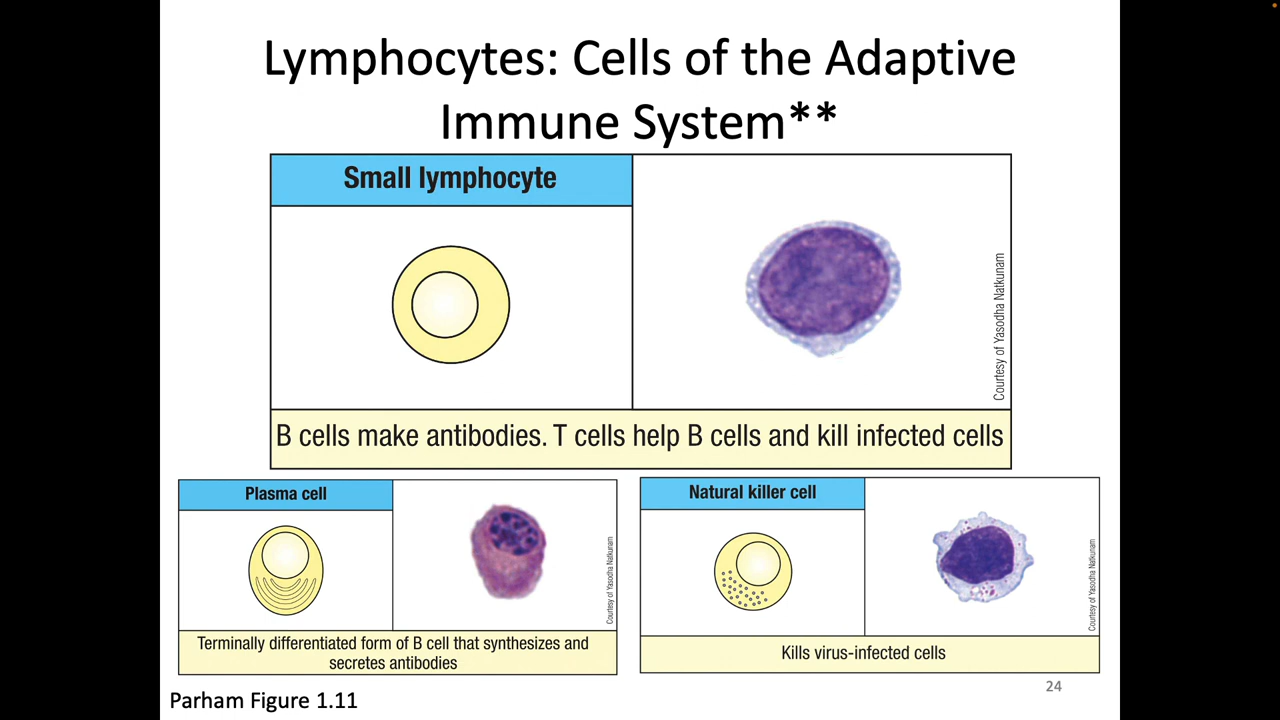 Lymphocytes: Cells of the Adaptive
Immune System**
Small lymphocyte
Courtesy of Yasodha Natkunam
B cells make antibodies. T cells help B cells and kill infected cells
Plasma cell
Courtesy of Yasodha Natkunam
Terminally differentiated form of B cell that synthesizes and
secretes antibodies
Natural killer cell
Courtesy of Yasodha Natkunam
Kills virus-infected cells
24
Parham Figure 1.11